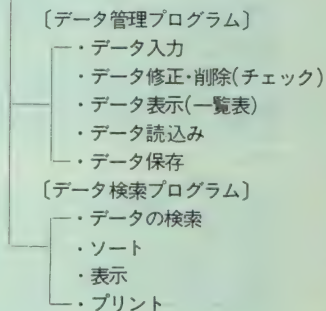 〔データ管理プログラム〕
・データ入力
・データ修正・削除(チェック)
・データ表示(一覧表)
・データ読込み
・データ保存
〔データ検索プログラム〕
・データの検索
・ソート
・表示
・プリント